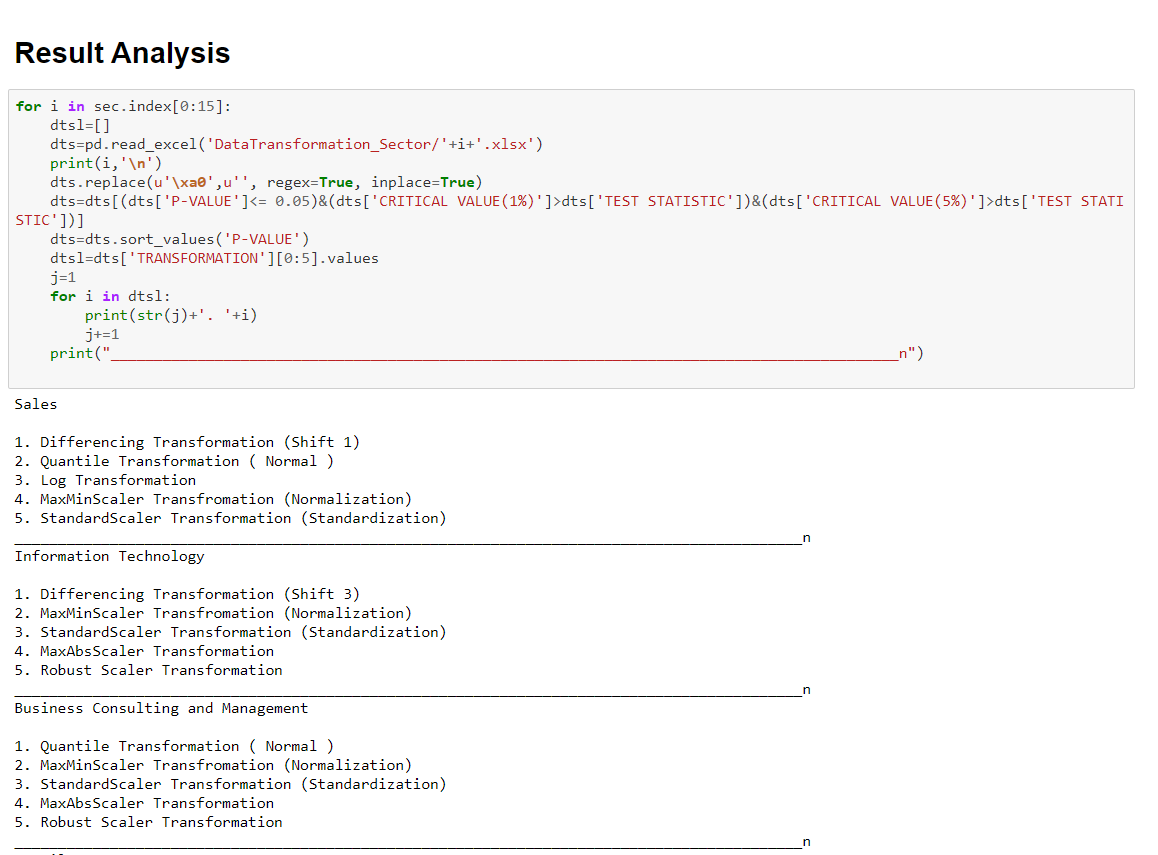 Result Analysis
for i in sec.index[0:15]:
    dtsl=[]
    dts=pd.read_excel('DataTransformation_Sector/'+i+'.xlsx')
    print(i,'\n')
    dts.replace(u'\xa0',u'', regex=True, inplace=True)
    dts=dts[(dts['P-VALUE']<= 0.05)&(dts['CRITICAL VALUE(1%)']>dts['TEST STATISTIC'])&(dts['CRITICAL VALUE(5%)']>dts['TEST STATI
STIC'])]
    dts=dts.sort_values('P-VALUE')
    dtsl=dts['TRANSFORMATION'][0:5].values
    j=1
    for i in dtsl:
        print(str(j)+'. '+i)
        j+=1
    print("___________________________________________________________________________________________n")
Sales
1. Differencing Transformation (Shift 1)
2. Quantile Transformation ( Normal )
3. Log Transformation
4. MaxMinScaler Transfromation (Normalization)
5. StandardScaler Transformation (Standardization)
___________________________________________________________________________________________n
Information Technology
1. Differencing Transformation (Shift 3)
2. MaxMinScaler Transfromation (Normalization)
3. StandardScaler Transformation (Standardization)
4. MaxAbsScaler Transformation
5. Robust Scaler Transformation
___________________________________________________________________________________________n
Business Consulting and Management
1. Quantile Transformation ( Normal )
2. MaxMinScaler Transfromation (Normalization)
3. StandardScaler Transformation (Standardization)
4. MaxAbsScaler Transformation
5. Robust Scaler Transformation
___________________________________________________________________________________________n